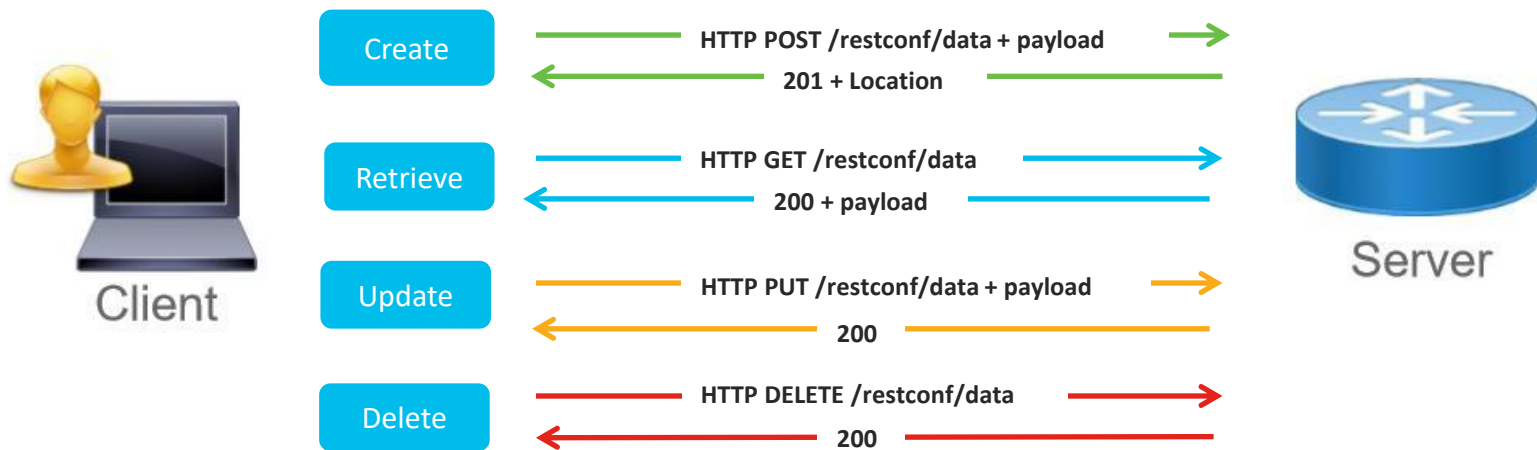 Create
HTTP POST /restconf/data + payload
201 + Location
Retrieve
HTTP GET /restconf/data
200 + payload
Update
HTTP PUT /restconf/data + payload
200
Delete
HTTP DELETE /restconf/data
200
Client
Server